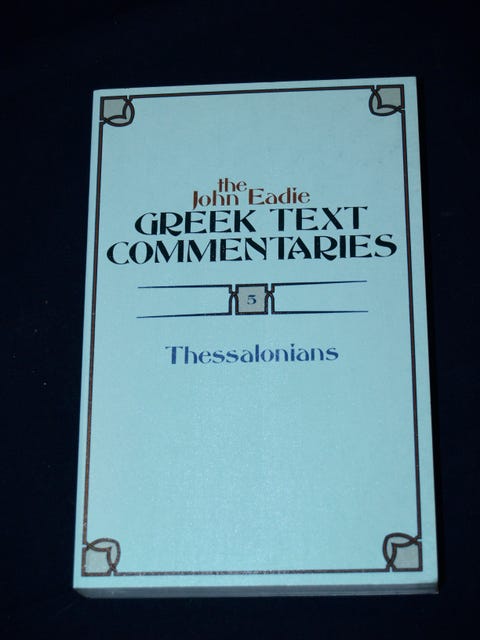 the
John Eadie
GREEK TEXT
COMMENTARIES
5
Thessalonians